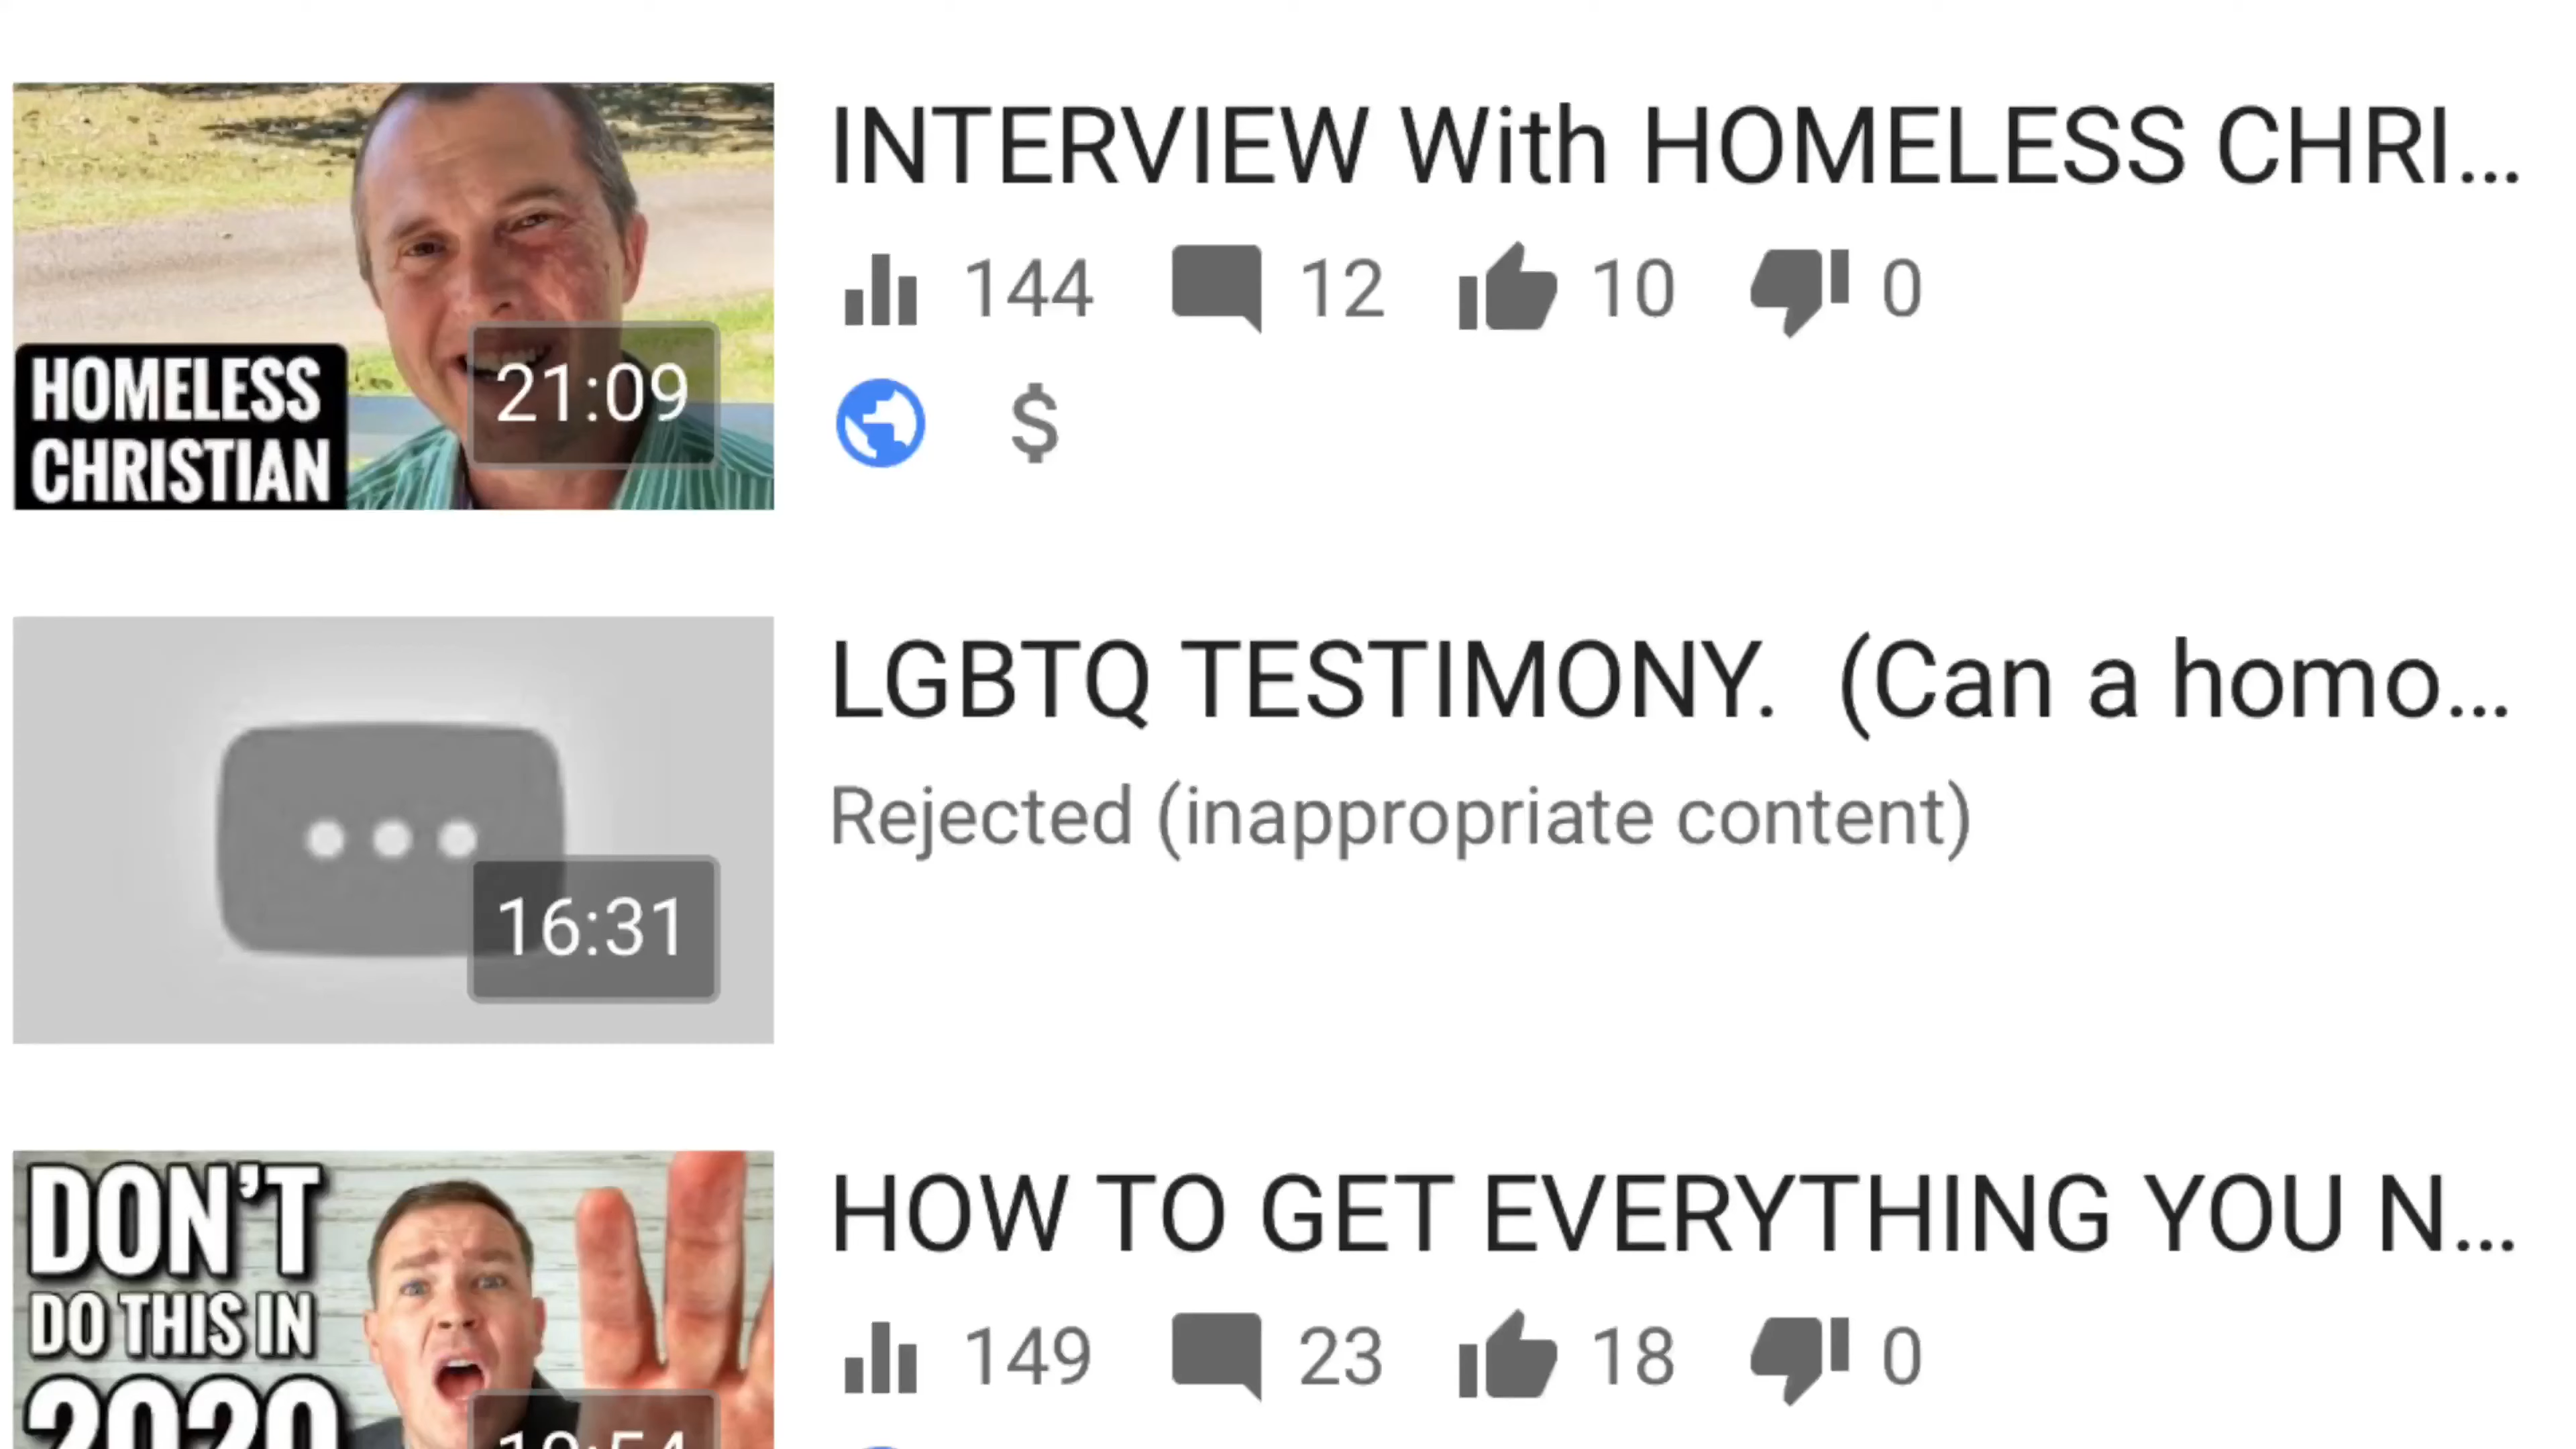 INTERVIEW With HOMELESS CHRI...
144 12 10 0
HOMELESS
CHRISTIAN
21:09
$
LGBTQ TESTIMONY. (Can a homo...
Rejected (inappropriate content)
16:31
HOW TO GET EVERYTHING YOU N...
149 23 18 0
DON'T
DO THIS IN
2020